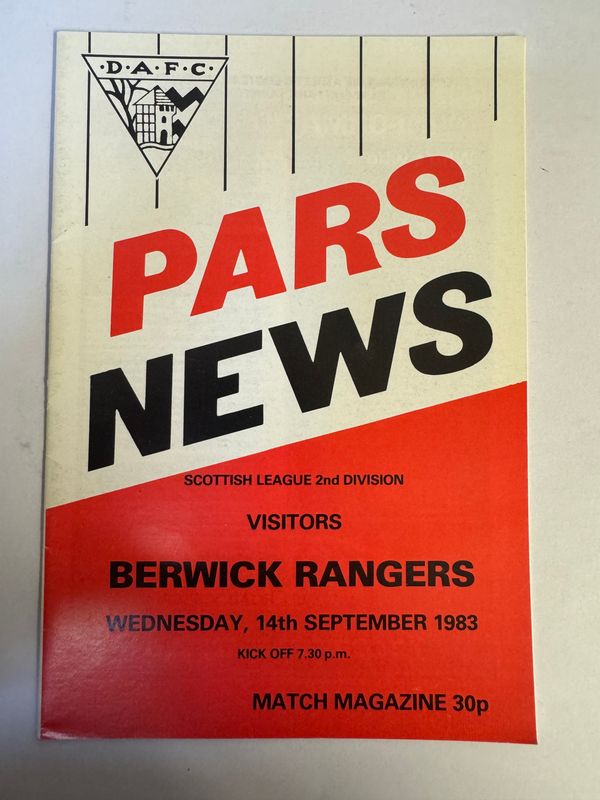 ·D·A·F·C·
PARS
NEWS
SCOTTISH LEAGUE 2nd DIVISION
VISITORS
BERWICK RANGERS
WEDNESDAY, 14th SEPTEMBER 1983
KICK OFF 7.30 p.m.
MATCH MAGAZINE 30p